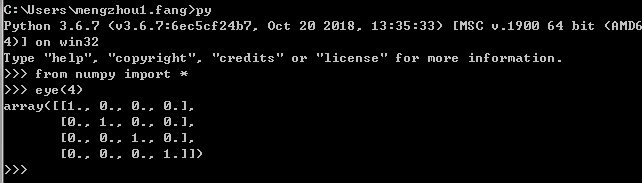 C:\Users\mengzhou1.fang>py
Python 3.6.7 (v3.6.7:6ec5cf24b7, Oct 20 2018, 13:35:33) [MSC v.1900 64 bit (AMD6
4)] on win32
Type "help", "copyright", "credits" or "license" for more information.
>>> from numpy import *
>>> eye(4)
array([[1., 0., 0., 0.],
       [0., 1., 0., 0.],
       [0., 0., 1., 0.],
       [0., 0., 0., 1.]])
>>>